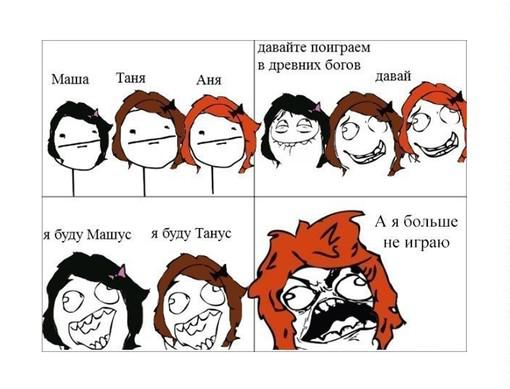 Маша
Таня
Аня
давайте поиграем
в древних богов
давай
я буду Машус
я буду Танус
А я больше
не играю